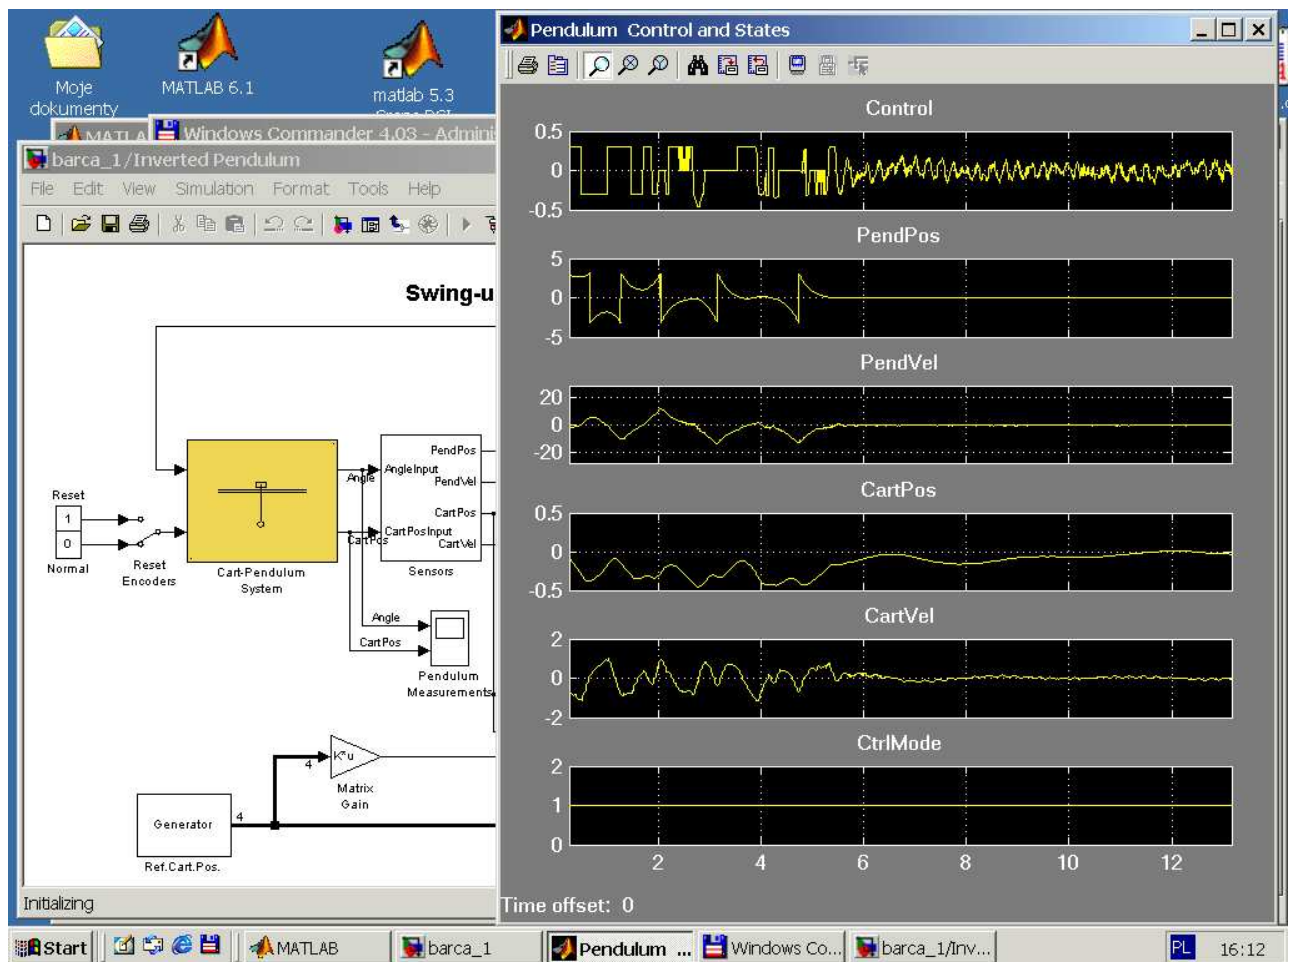 Moje
dokumenty
MATLAB 6.1
matlab 5.3
MATLA
Windows Commander 4.03 - Adminis
barca_1/Inverted Pendulum
File Edit View Simulation Format Tools Help
Swing-u
Reset
1
0
Normal
Reset
Encoders
Cart-Pendulum
System
Angle
CartPos
AngleInput
CartPosInput
PendPos
PendVel
CartPos
CartVel
Sensors
Angle
CartPos
Pendulum
Measurements
K*u
4
Matrix
Gain
Generator
4
Ref.Cart.Pos.
Initializing
Pendulum Control and States
Control
0.5
0
-0.5
PendPos
5
0
-5
PendVel
20
0
-20
CartPos
0.5
0
-0.5
CartVel
2
0
-2
CtrlMode
2
1
0
2 4 6 8 10 12
Time offset: 0
Start
MATLAB
barca_1
Pendulum ...
Windows Co...
barca_1/Inv...
PL
16:12